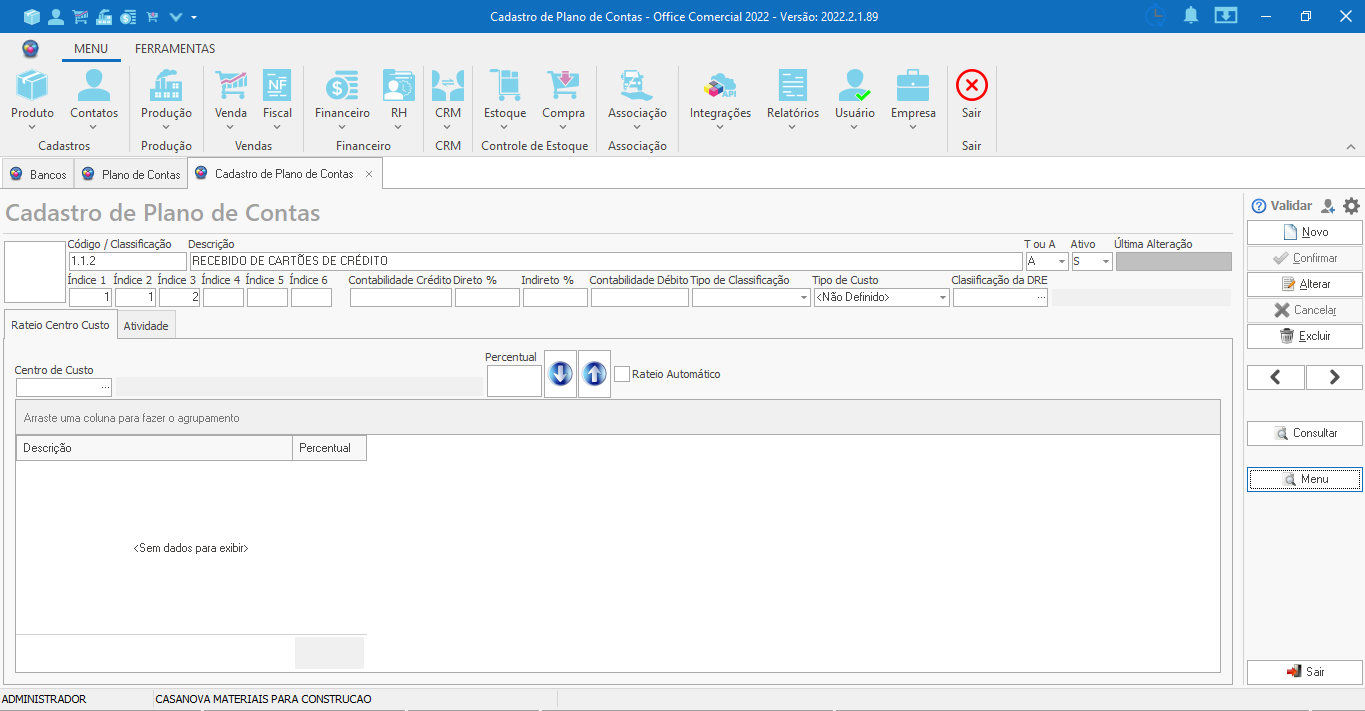 Cadastro de Plano de Contas - Office Comercial 2022 - Versão: 2022.2.1.89
MENU FERRAMENTAS
NF $ API
Produto Contatos Produção Venda Fiscal Financeiro RH CRM Estoque Compra Associação Integrações Relatórios Usuário Empresa Sair
Cadastros Produção Vendas Financeiro CRM Controle de Estoque Associação Sair
Bancos Plano de Contas Cadastro de Plano de Contas
Cadastro de Plano de Contas
Código / Classificação Descrição T ou A Ativo Última Alteração
1.1.2 RECEBIDO DE CARTÕES DE CRÉDITO A S
Índice 1 Índice 2 Índice 3 Índice 4 Índice 5 Índice 6 Contabilidade Crédito Direto % Indireto % Contabilidade Débito Tipo de Classificação Tipo de Custo Classificação da DRE
1 1 2 <Não Definido> ...
Rateio Centro Custo Atividade
Percentual
Centro de Custo Rateio Automático
...
Arraste uma coluna para fazer o agrupamento
Descrição Percentual
<Sem dados para exibir>
Validar
Novo
Confirmar
Alterar
Cancelar
Excluir
Consultar
Menu
Sair
ADMINISTRADOR CASANOVA MATERIAIS PARA CONSTRUCAO